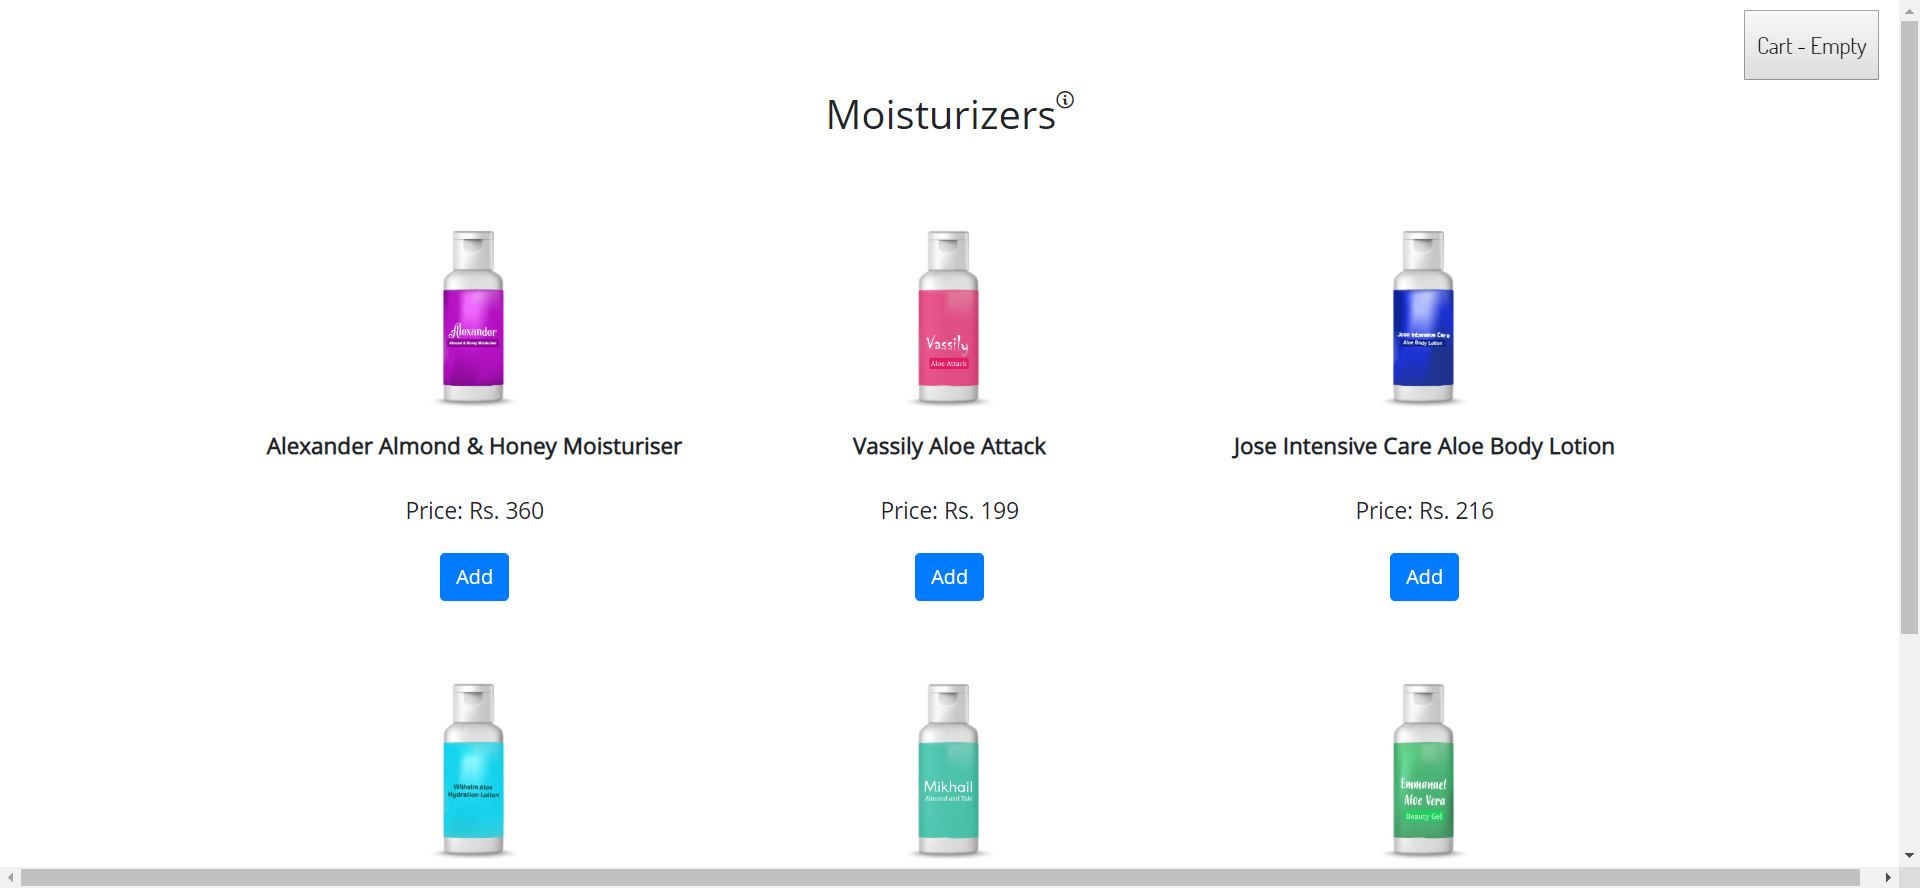 Cart - Empty
Moisturizers
Alexander
Almond & Honey Moisturiser
Vassily
Aloe Attack
Jose Intensive Care
Aloe Body Lotion
Alexander Almond & Honey Moisturiser
Vassily Aloe Attack
Jose Intensive Care Aloe Body Lotion
Price: Rs. 360
Price: Rs. 199
Price: Rs. 216
Add
Add
Add
Wilhelm Aloe
Hydration Lotion
Mikhail
Almond and Tulc
Emmanuel
Aloe Vera
Beauty Gel